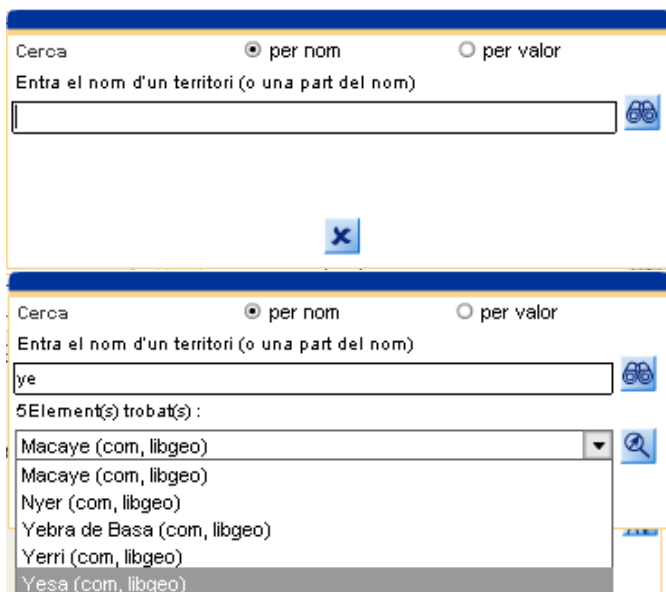 Cerca per nom per valor
Entra el nom d'un territori (o una part del nom)
Cerca per nom per valor
Entra el nom d'un territori (o una part del nom)
ye
5Element(s) trobat(s) :
Macaye (com, libgeo)
Macaye (com, libgeo)
Nyer (com, libgeo)
Yebra de Basa (com, libgeo)
Yerri (com, libgeo)
Yesa (com, libgeo)